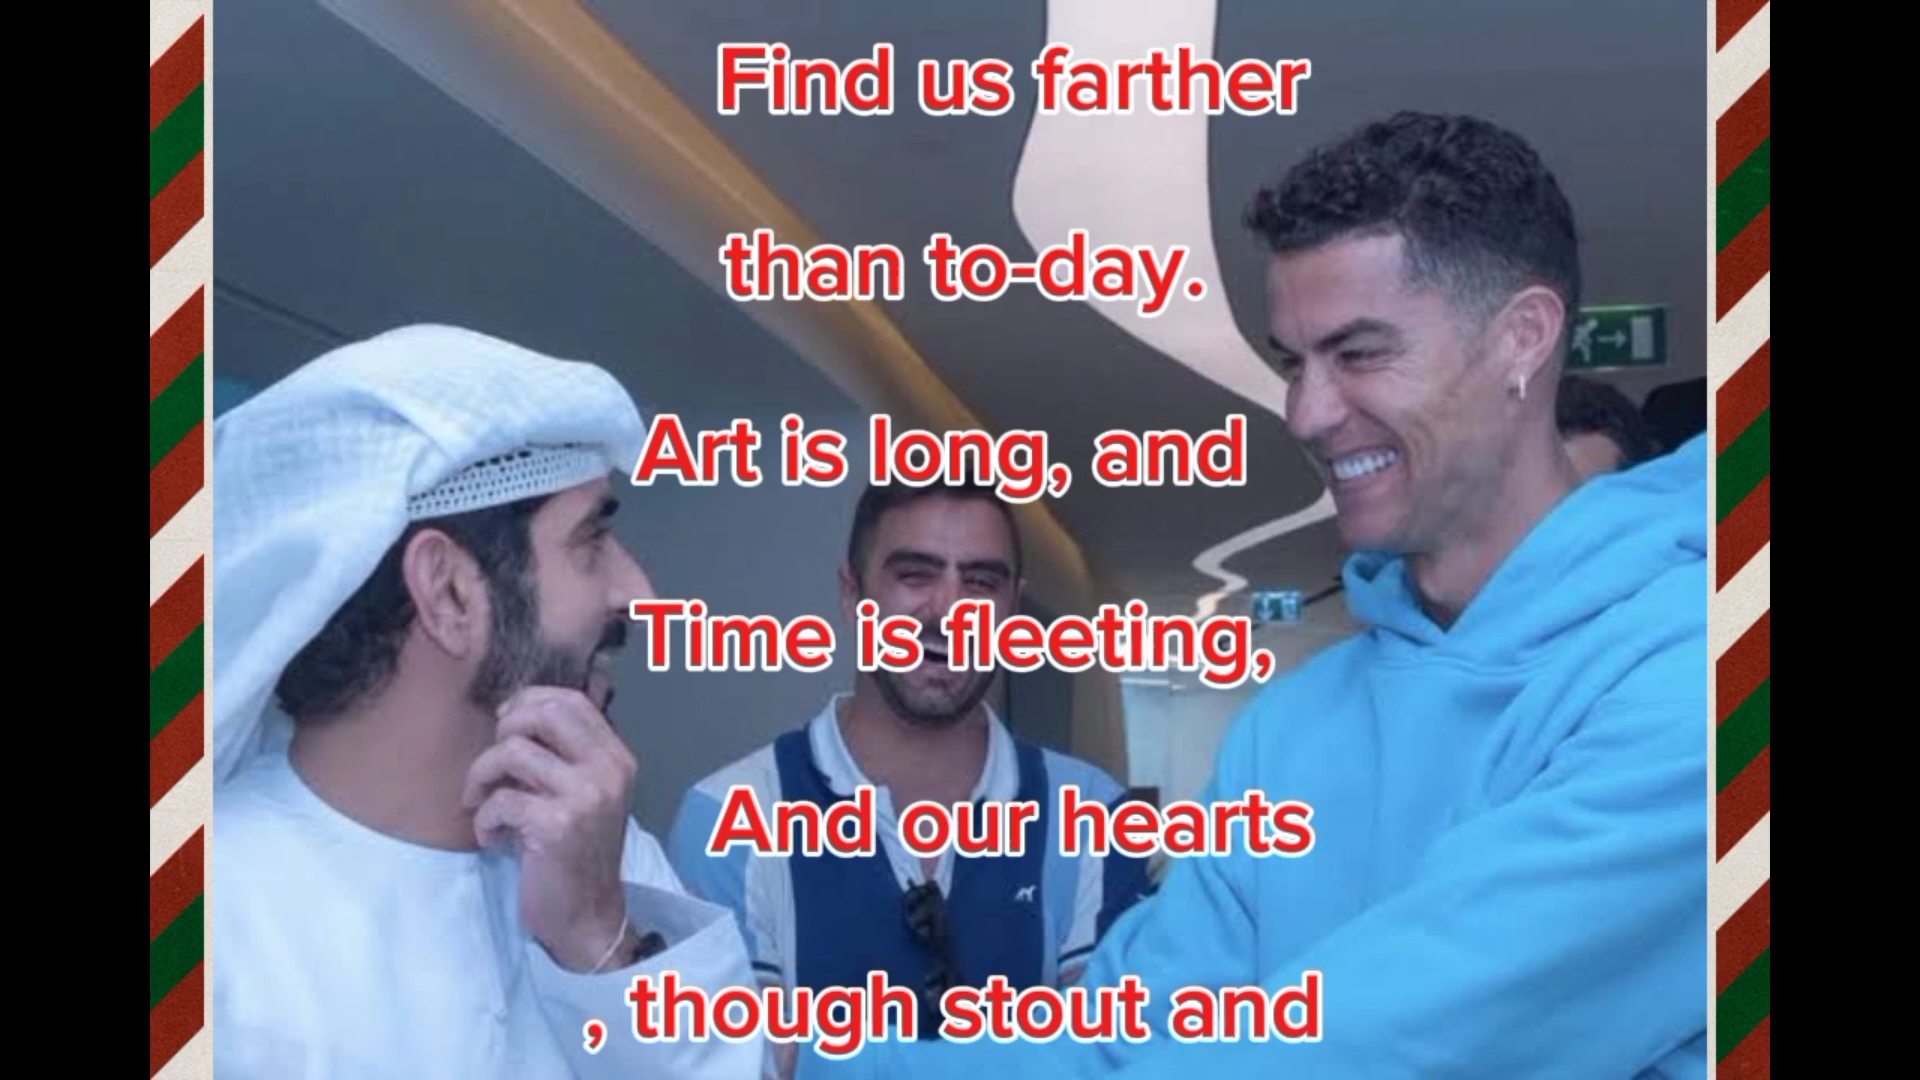 Find us farther
than to-day.
Art is long, and
Time is fleeting,
And our hearts
, though stout and